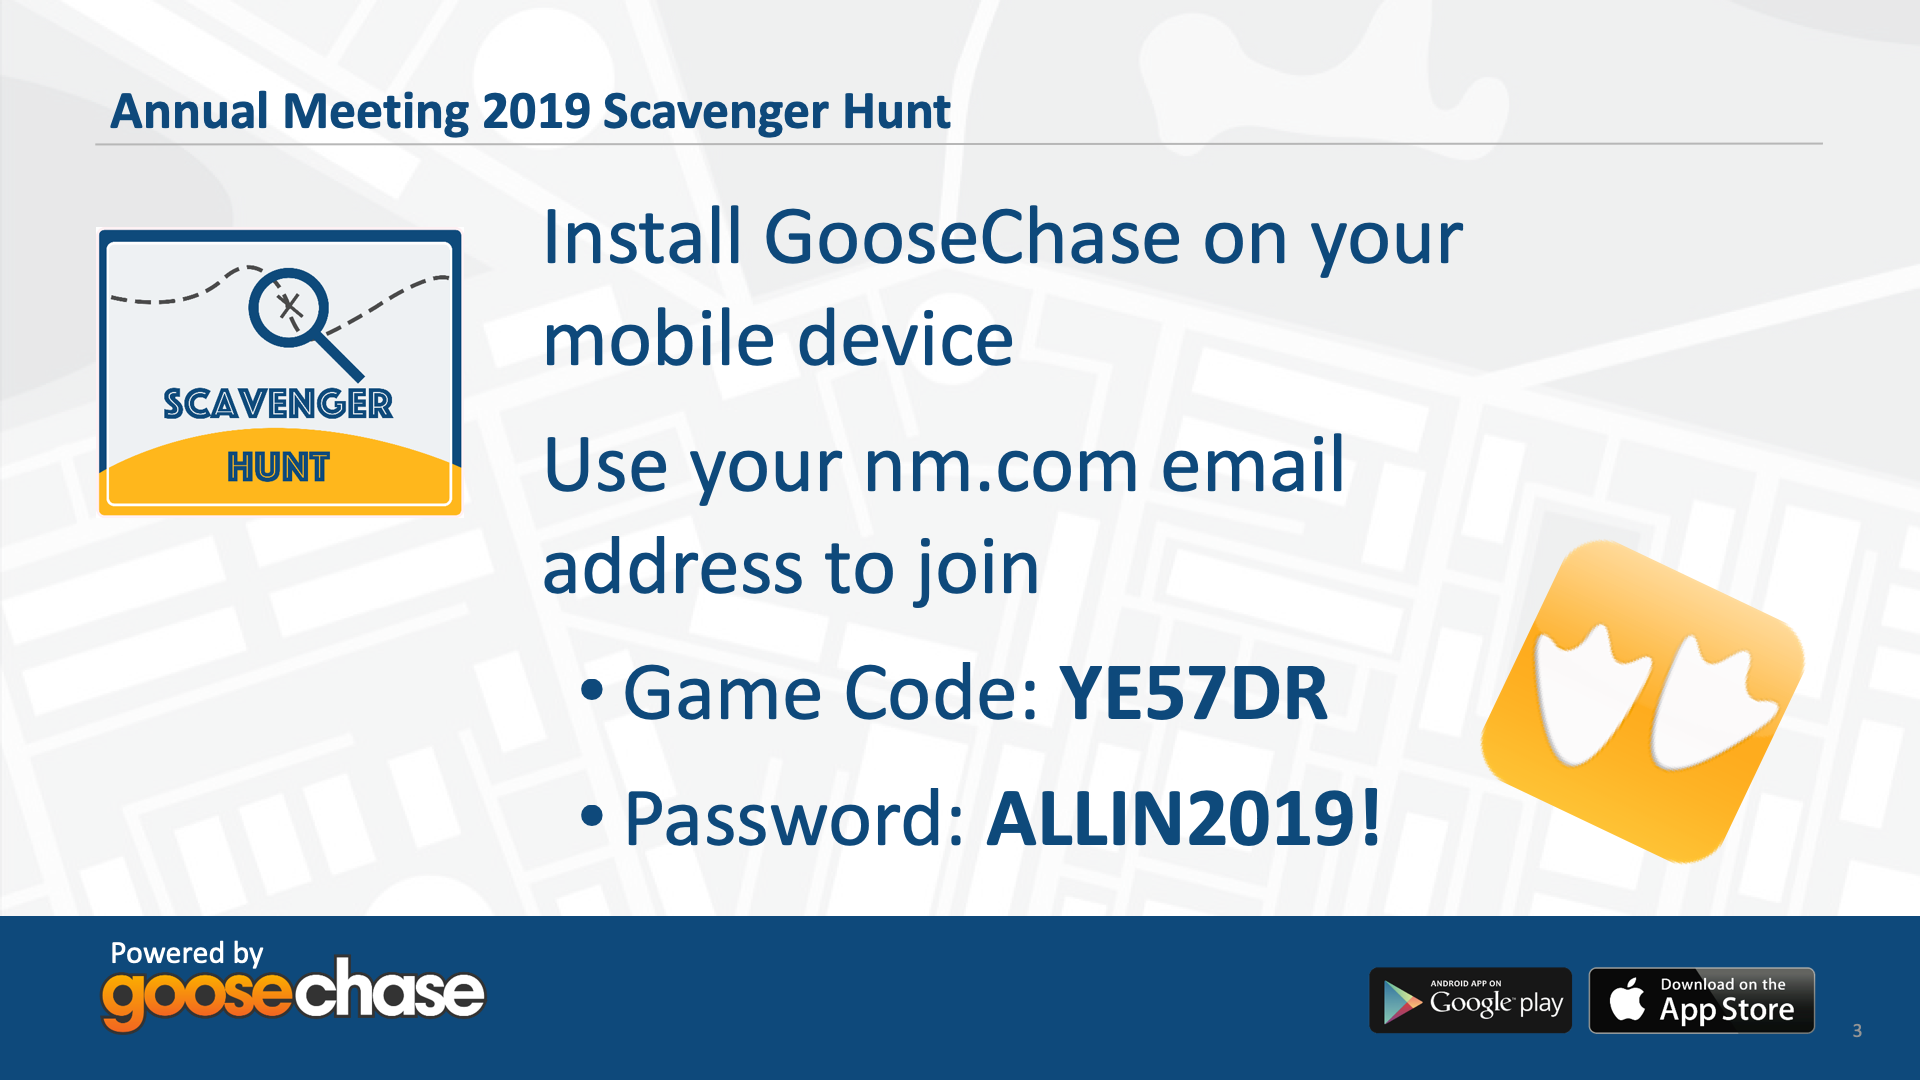 Annual Meeting 2019 Scavenger Hunt
SCAVENGER
HUNT
Install GooseChase on your
mobile device
Use your nm.com email
address to join
• Game Code: YE57DR
• Password: ALLIN2019!
Powered by
goosechase
ANDROID APP ON
Google play
Download on the
App Store
3